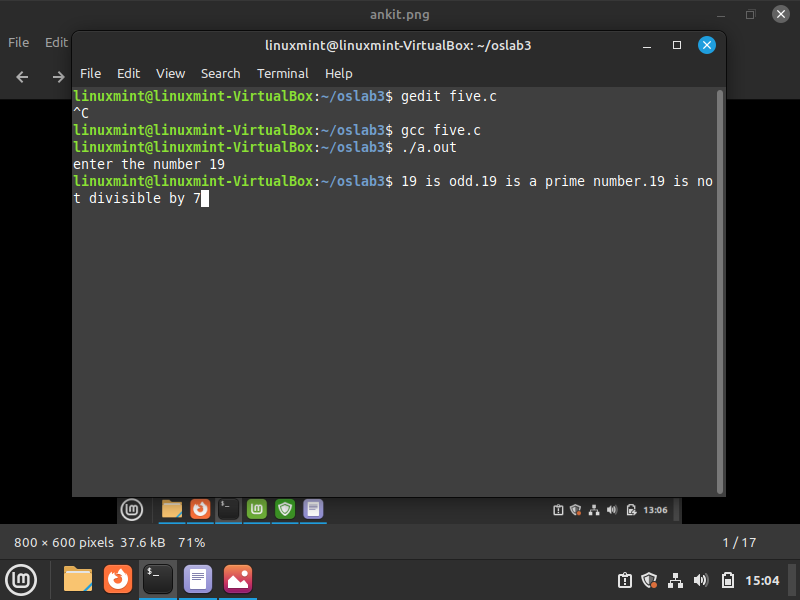 ankit.png
File Edit
linuxmint@linuxmint-VirtualBox: ~/oslab3
File Edit View Search Terminal Help
linuxmint@linuxmint-VirtualBox:~/oslab3$ gedit five.c
^C
linuxmint@linuxmint-VirtualBox:~/oslab3$ gcc five.c
linuxmint@linuxmint-VirtualBox:~/oslab3$ ./a.out
enter the number 19
linuxmint@linuxmint-VirtualBox:~/oslab3$ 19 is odd.19 is a prime number.19 is no
t divisible by 7
13:06
800 × 600 pixels 37.6 kB 71% 1 / 17
15:04